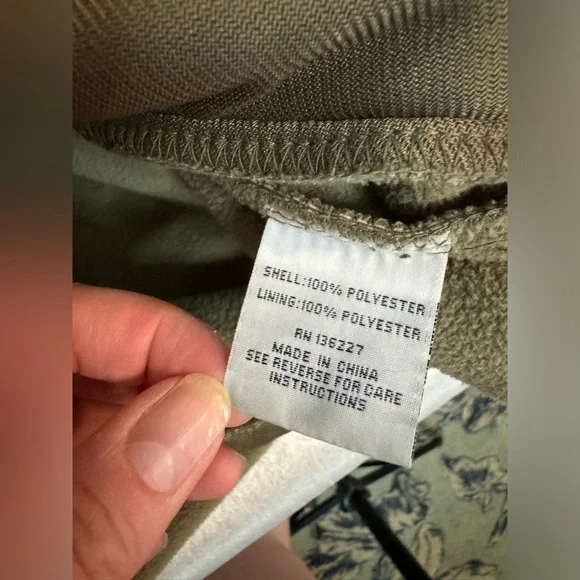 SHELL:100% POLYESTER
LINING:100% POLYESTER
RN 136227
MADE IN CHINA
SEE REVERSE FOR CARE
INSTRUCTIONS